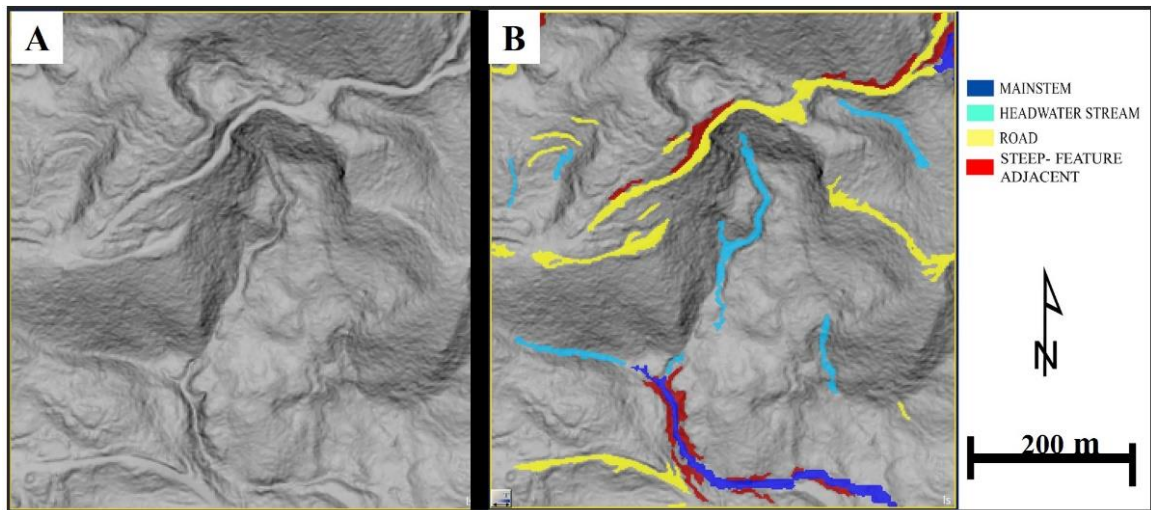 A
B
MAINSTEM
HEADWATER STREAM
ROAD
STEEP- FEATURE
ADJACENT
N
200 m